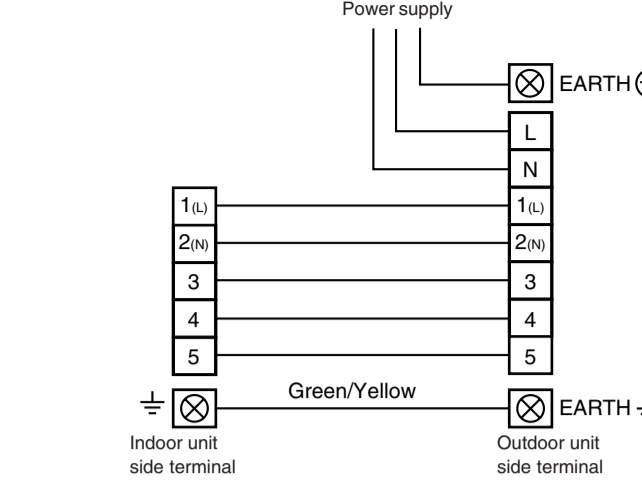 Power supply
EARTH
L
N
1(L) 1(L)
2(N) 2(N)
3 3
4 4
5 5
Green/Yellow
EARTH
Indoor unit
side terminal
Outdoor unit
side terminal